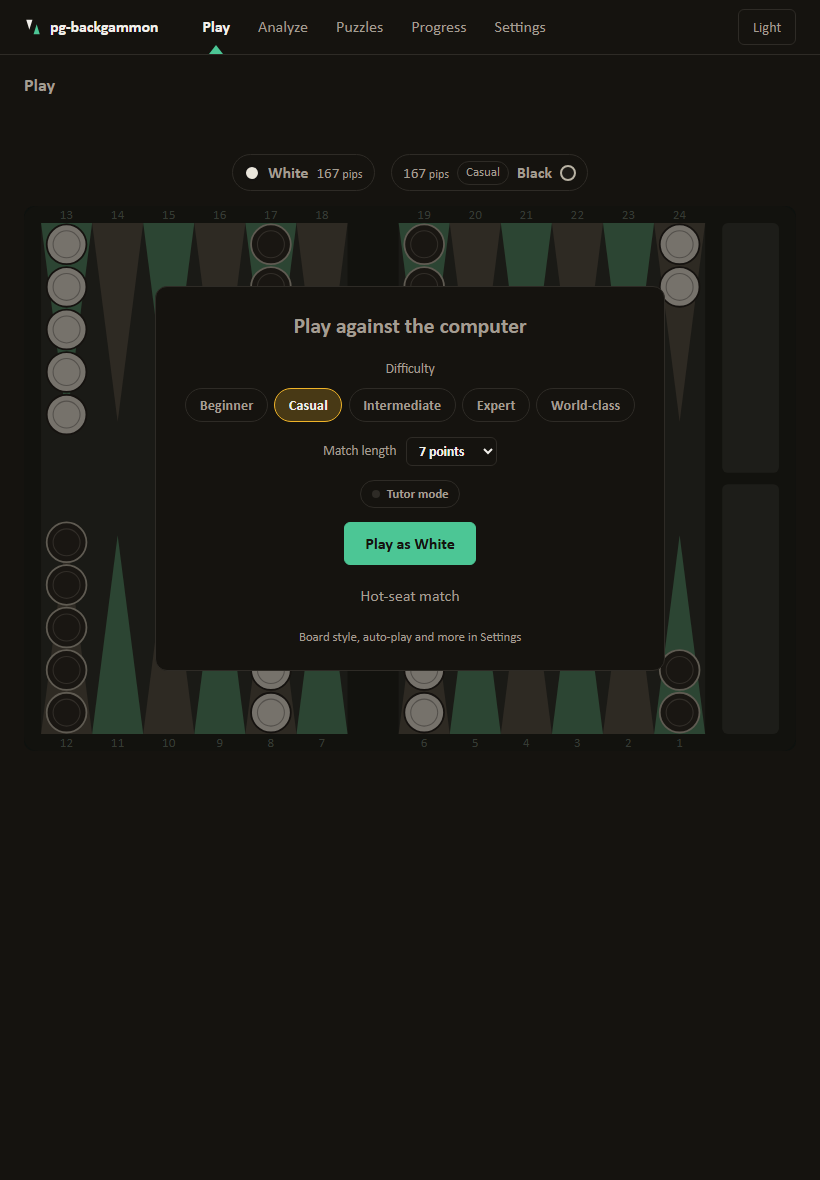 pg-backgammon Play Analyze Puzzles Progress Settings Light
Play
White 167 pips 167 pips Casual Black
13 14 15 16 17 18 19 20 21 22 23 24
Play against the computer
Difficulty
Beginner Casual Intermediate Expert World-class
Match length 7 points
Tutor mode
Play as White
Hot-seat match
Board style, auto-play and more in Settings
12 11 10 9 8 7 6 5 4 3 2 1